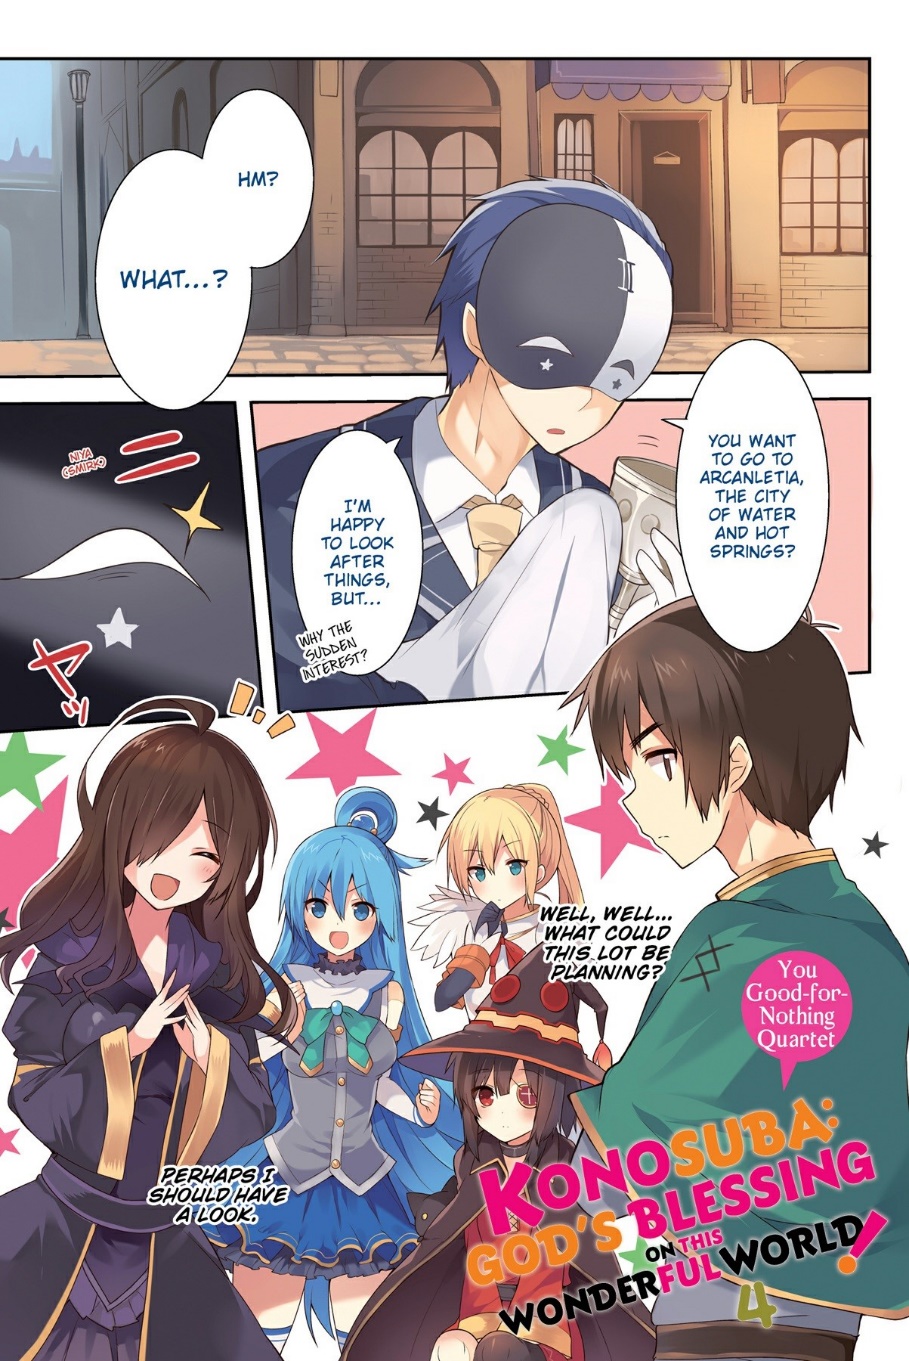 HM?
WHAT...?
YOU WANT
TO GO TO
ARCANLETIA,
THE CITY
OF WATER
AND HOT
SPRINGS?
I'M
HAPPY
TO LOOK
AFTER
THINGS,
BUT...
WHY THE
SUDDEN
INTEREST?
NIYA
(SMIRK)
ニヤッ
WELL, WELL...
WHAT COULD
THIS LOT BE
PLANNING?
PERHAPS I
SHOULD HAVE
A LOOK.
You
Good-for-
Nothing
Quartet
KONOSUBA:
GOD'S BLESSING
ON THIS
WONDERFUL WORLD!
4